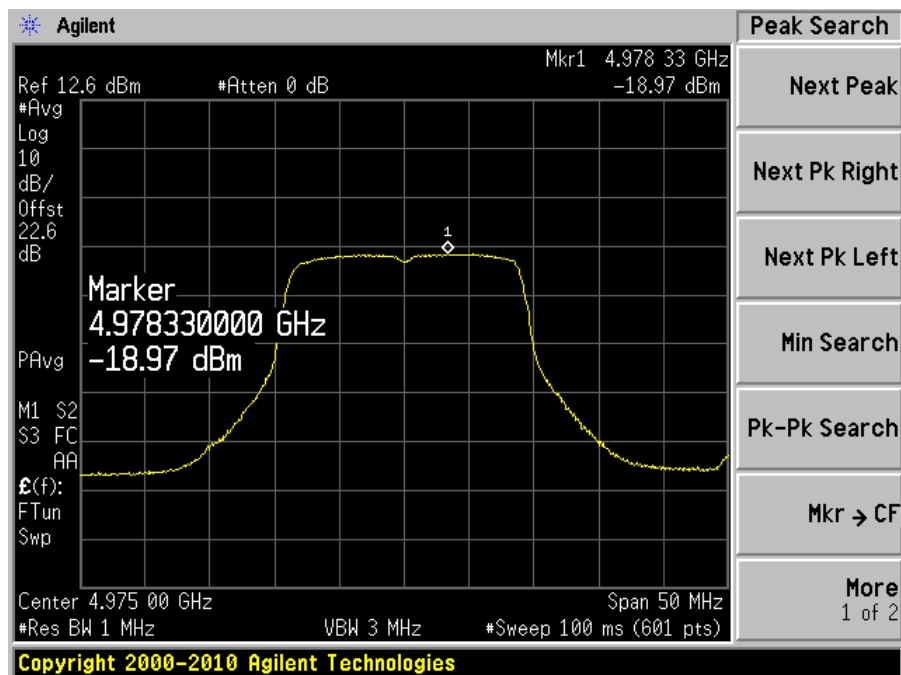 Agilent
Peak Search
Mkr1 4.978 33 GHz
Ref 12.6 dBm #Atten 0 dB -18.97 dBm
Next Peak
#Avg
Log
10
dB/
Offst
22.6
dB
Next Pk Right
1
Next Pk Left
Marker
4.978330000 GHz
-18.97 dBm
Min Search
PAvg
M1 S2
S3 FC
AA
Pk-Pk Search
£(f):
FTun
Swp
Mkr → CF
Center 4.975 00 GHz Span 50 MHz
#Res BW 1 MHz VBW 3 MHz #Sweep 100 ms (601 pts)
More
1 of 2
Copyright 2000-2010 Agilent Technologies